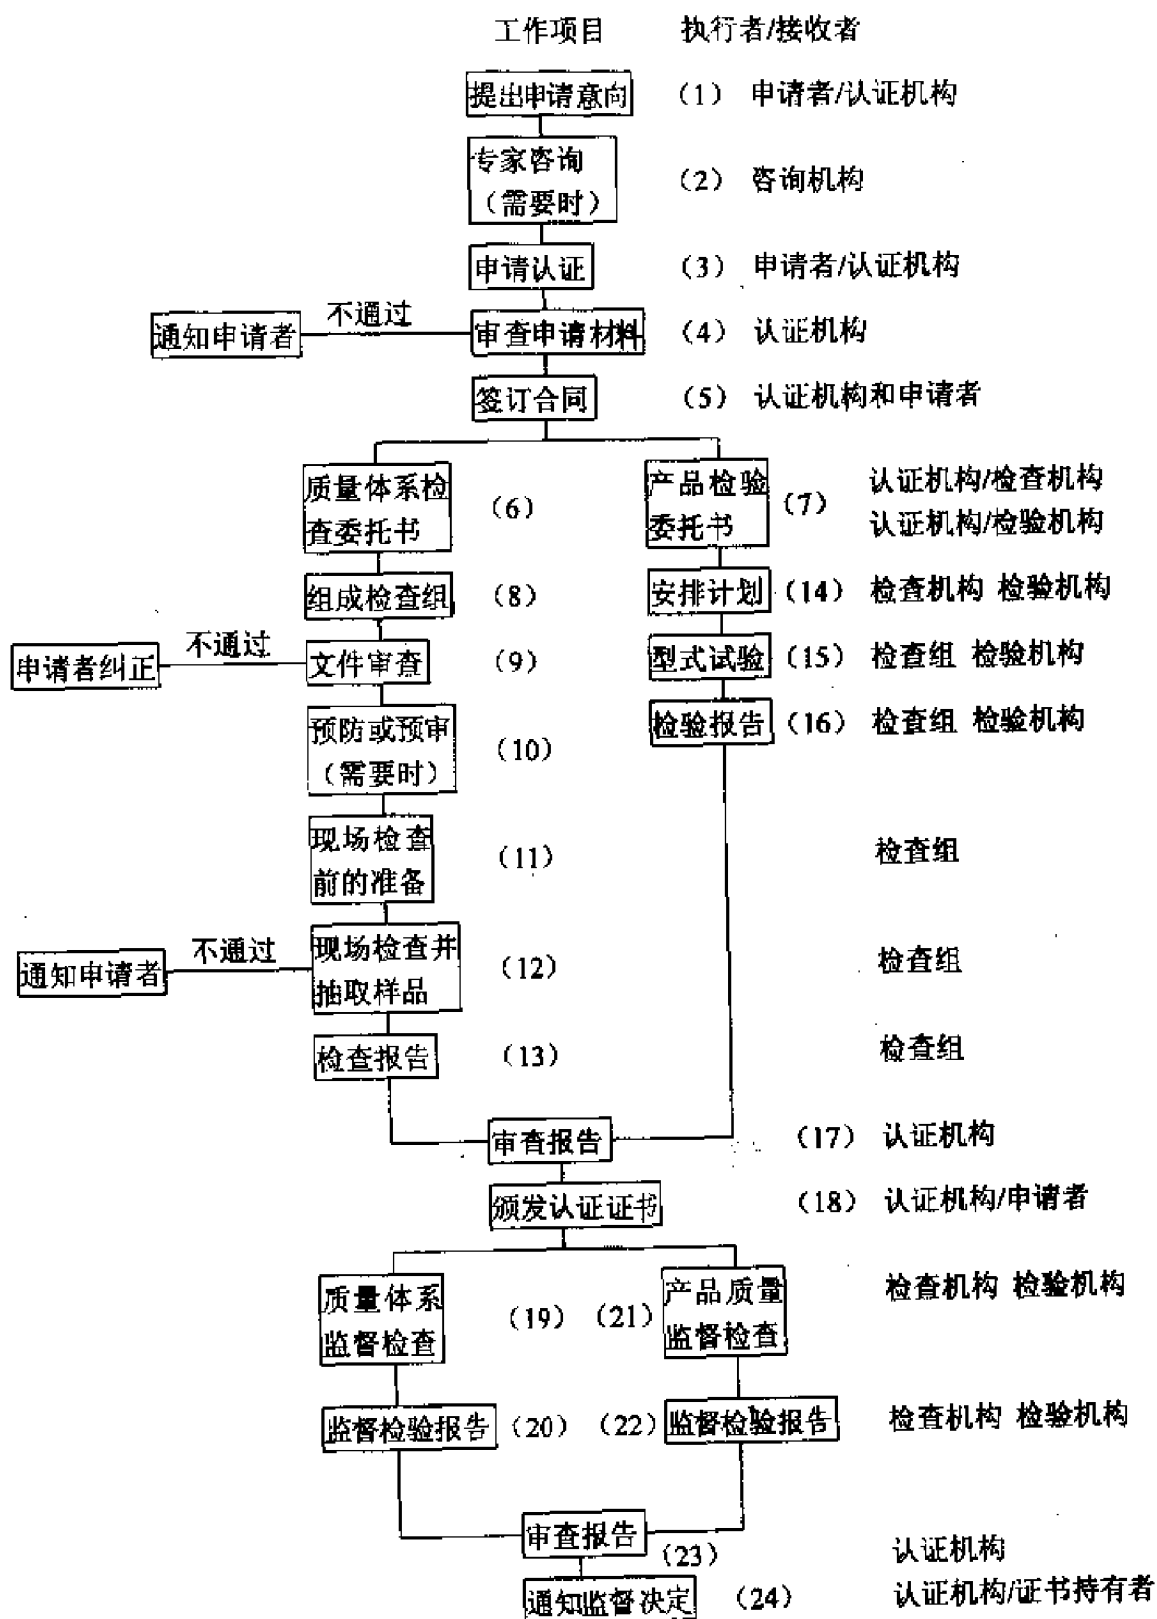 工作项目 执行者/接收者
提出申请意向 （1） 申请者/认证机构
专家咨询
（需要时） （2） 咨询机构
申请认证 （3） 申请者/认证机构
通知申请者 不通过 审查申请材料 （4） 认证机构
签订合同 （5） 认证机构和申请者
质量体系检
查委托书 （6）
产品检验
委托书 （7）
认证机构/检查机构
认证机构/检验机构
组成检查组 （8） 安排计划 （14） 检查机构 检验机构
申请者纠正 不通过 文件审查 （9） 型式试验 （15） 检查组 检验机构
检验报告 （16） 检查组 检验机构
预防或预审
（需要时） （10）
现场检查
前的准备 （11） 检查组
通知申请者 不通过 现场检查并
抽取样品 （12） 检查组
检查报告 （13） 检查组
审查报告 （17） 认证机构
颁发认证证书 （18） 认证机构/申请者
质量体系
监督检查 （19）
（21） 产品质量
监督检查
检查机构 检验机构
监督检验报告 （20） （22） 监督检验报告 检查机构 检验机构
审查报告 （23） 认证机构
通知监督决定 （24） 认证机构/证书持有者